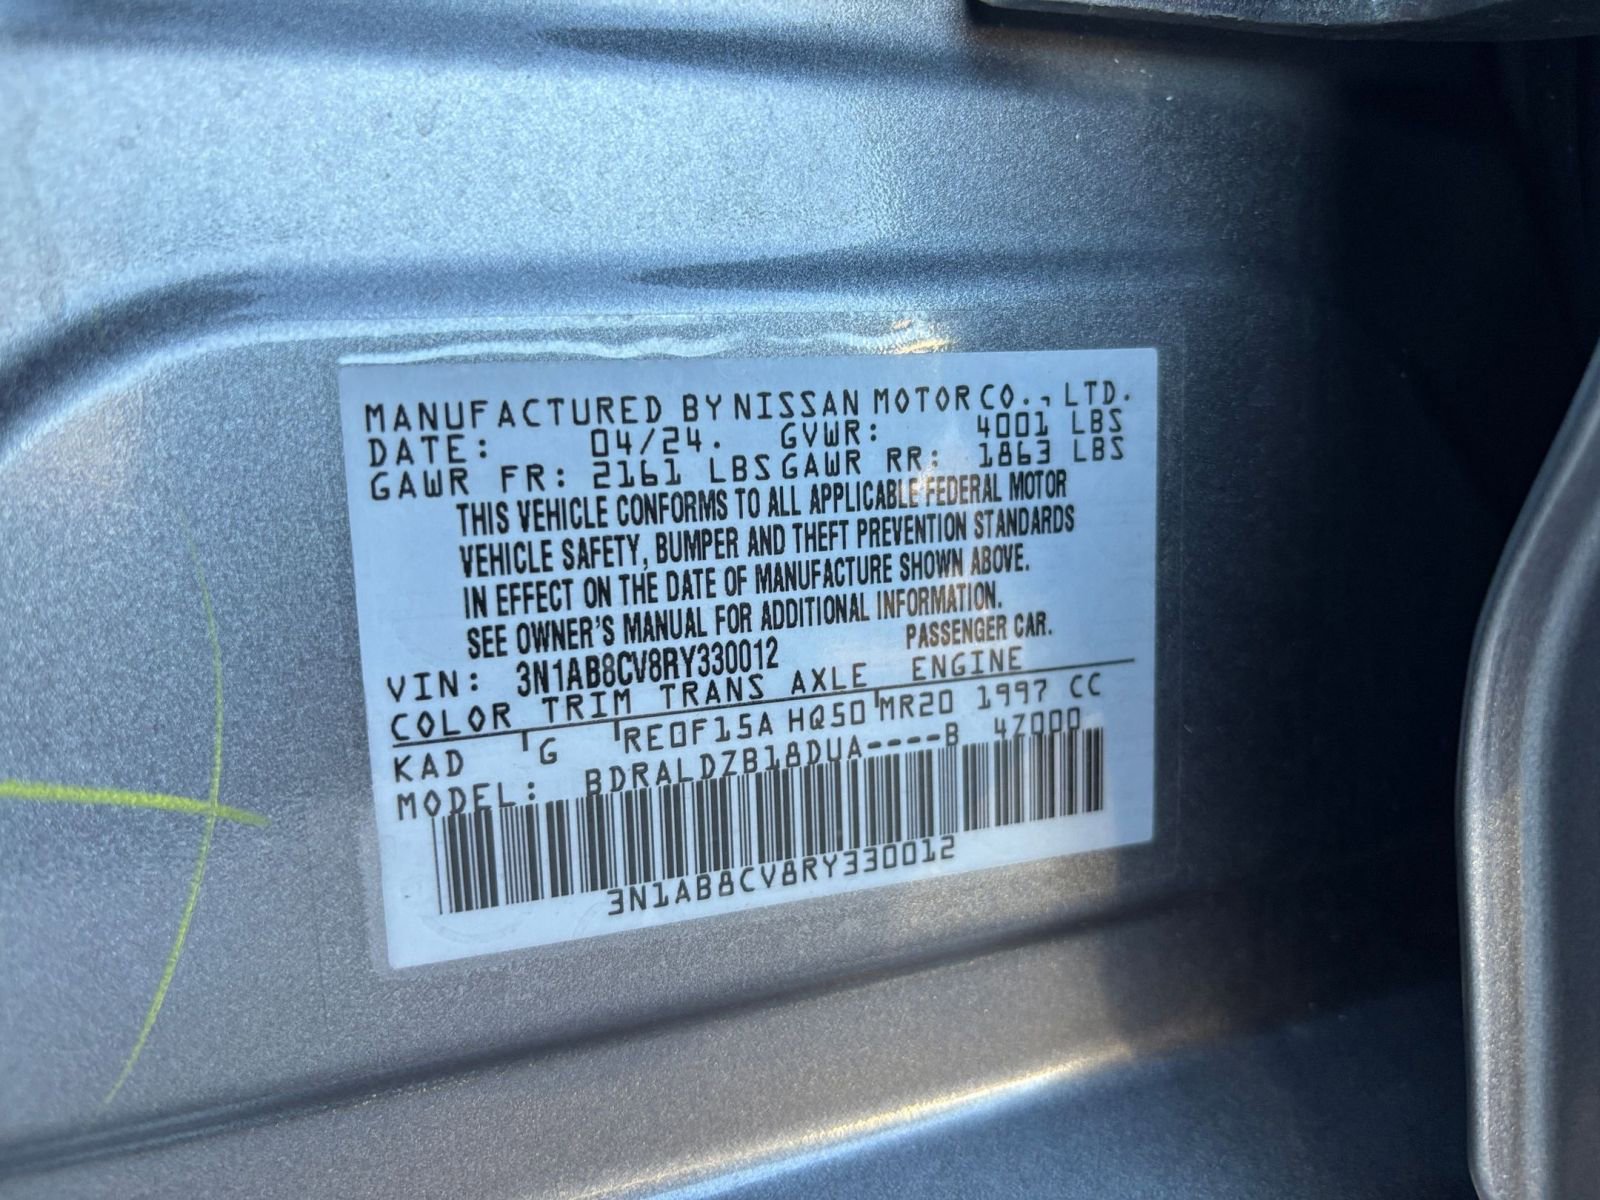 MANUFACTURED BY NISSAN MOTOR CO., LTD.
DATE: 04/24. GVWR: 4001 LBS
GAWR FR: 2161 LBS GAWR RR: 1863 LBS
THIS VEHICLE CONFORMS TO ALL APPLICABLE FEDERAL MOTOR
VEHICLE SAFETY, BUMPER AND THEFT PREVENTION STANDARDS
IN EFFECT ON THE DATE OF MANUFACTURE SHOWN ABOVE.
SEE OWNER'S MANUAL FOR ADDITIONAL INFORMATION.
PASSENGER CAR.
VIN: 3N1AB8CV8RY330012
COLOR TRIM TRANS AXLE ENGINE
KAD G RE0F15A HQ50 MR20 1997 CC
MODEL: BDRALDZB18DUA----B 4Z000
3N1AB8CV8RY330012